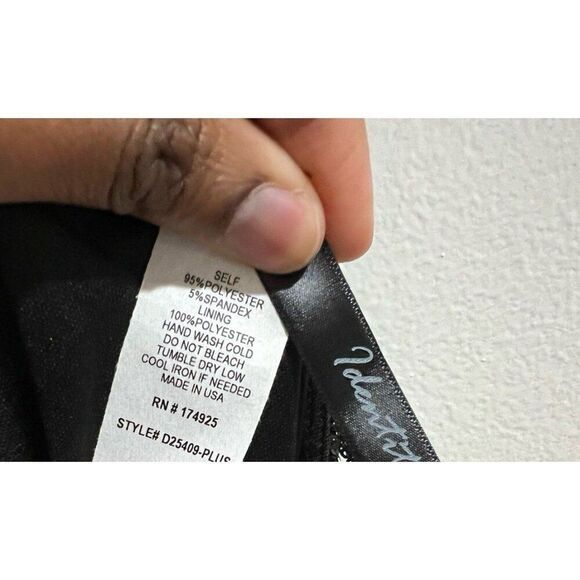 SELF
95%POLYESTER
5%SPANDEX
LINING
100%POLYESTER
HAND WASH COLD
DO NOT BLEACH
TUMBLE DRY LOW
COOL IRON IF NEEDED
MADE IN USA
RN # 174925
STYLE# D25409-PLUS
Identit